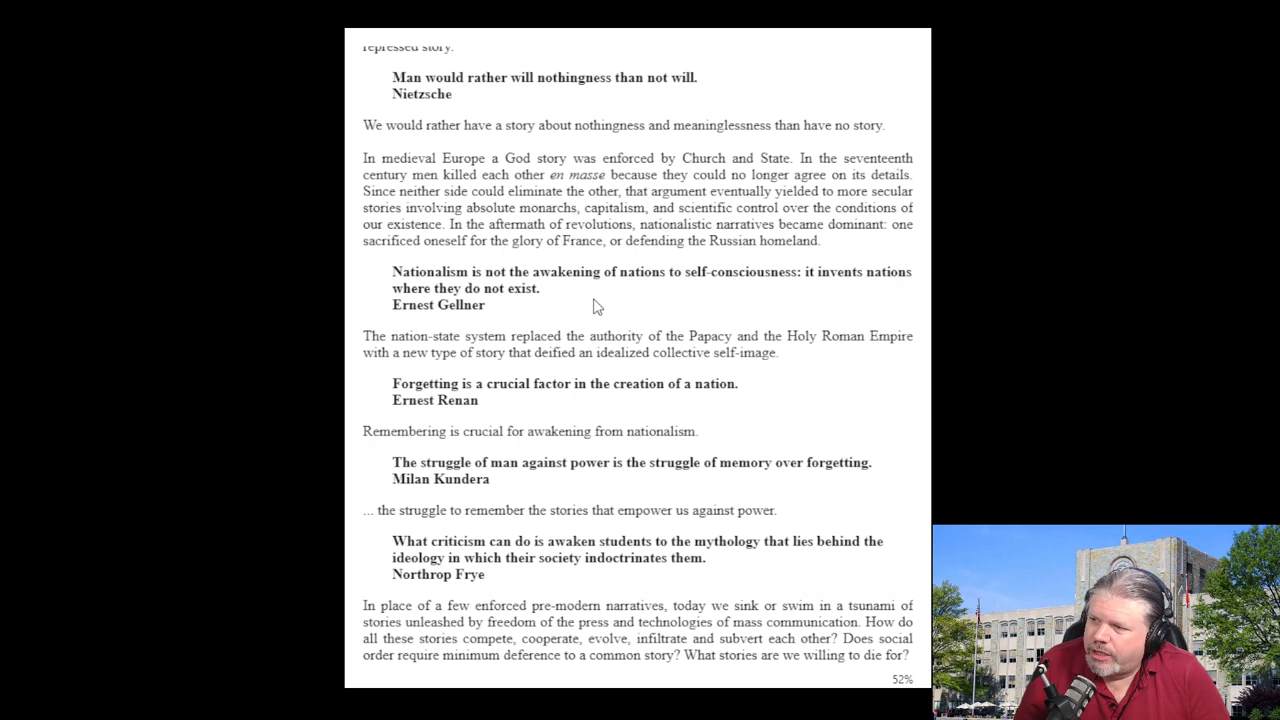 repressed story.
Man would rather will nothingness than not will.
Nietzsche
We would rather have a story about nothingness and meaninglessness than have no story.
In medieval Europe a God story was enforced by Church and State. In the seventeenth
century men killed each other en masse because they could no longer agree on its details.
Since neither side could eliminate the other, that argument eventually yielded to more secular
stories involving absolute monarchs, capitalism, and scientific control over the conditions of
our existence. In the aftermath of revolutions, nationalistic narratives became dominant: one
sacrificed oneself for the glory of France, or defending the Russian homeland.
Nationalism is not the awakening of nations to self-consciousness: it invents nations
where they do not exist.
Ernest Gellner
The nation-state system replaced the authority of the Papacy and the Holy Roman Empire
with a new type of story that deified an idealized collective self-image.
Forgetting is a crucial factor in the creation of a nation.
Ernest Renan
Remembering is crucial for awakening from nationalism.
The struggle of man against power is the struggle of memory over forgetting.
Milan Kundera
... the struggle to remember the stories that empower us against power.
What criticism can do is awaken students to the mythology that lies behind the
ideology in which their society indoctrinates them.
Northrop Frye
In place of a few enforced pre-modern narratives, today we sink or swim in a tsunami of
stories unleashed by freedom of the press and technologies of mass communication. How do
all these stories compete, cooperate, evolve, infiltrate and subvert each other? Does social
order require minimum deference to a common story? What stories are we willing to die for?
52%